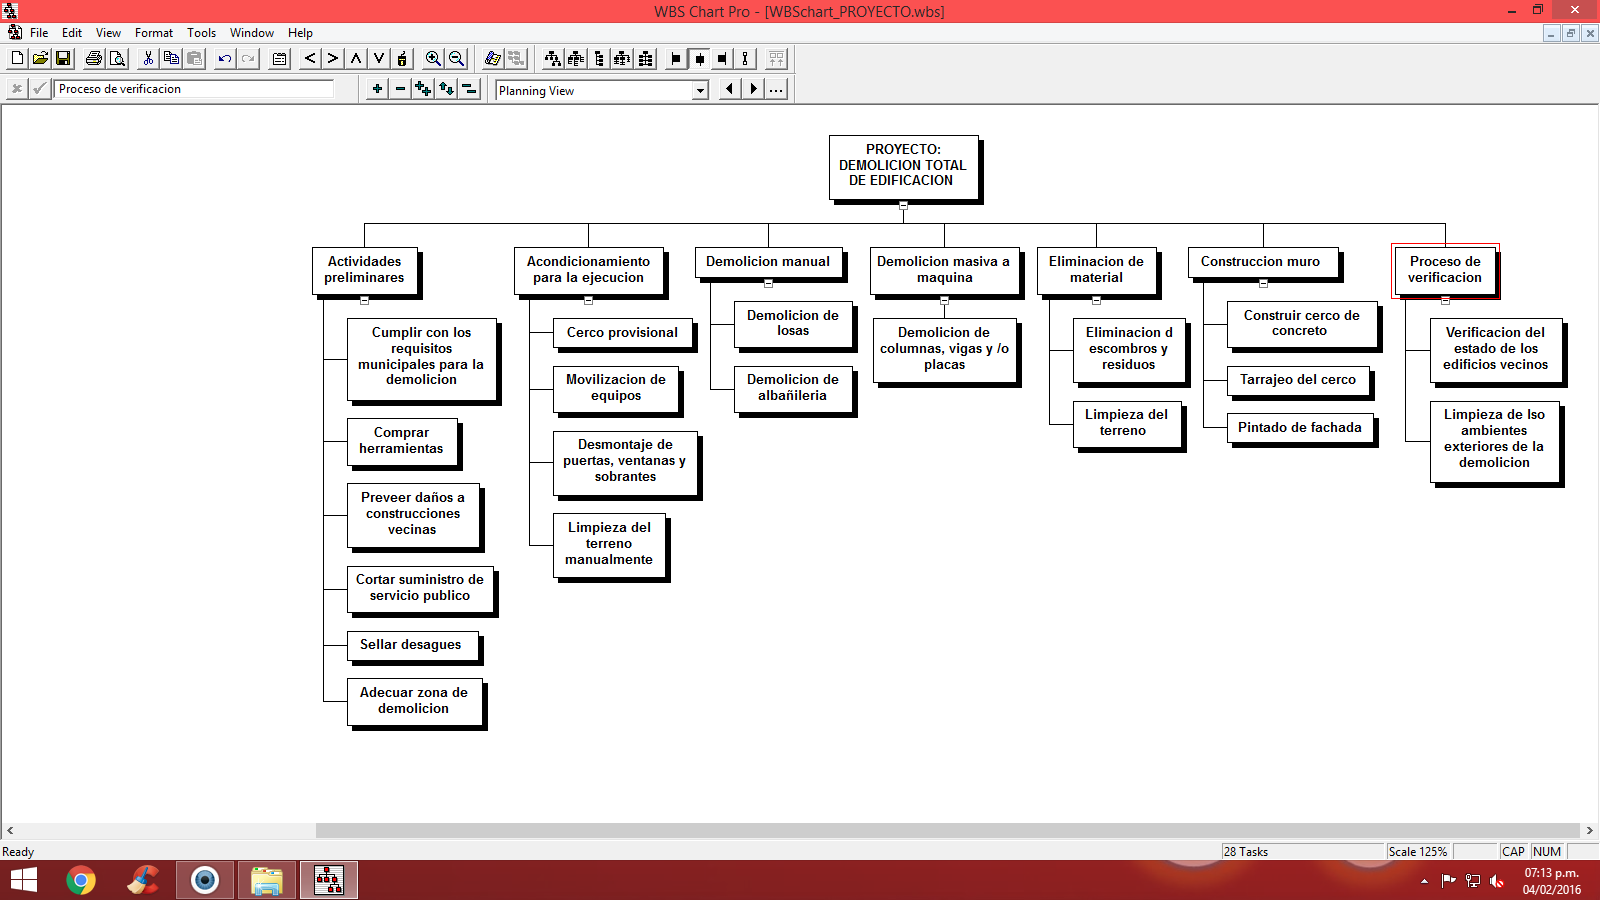 WBS Chart Pro - [WBSchart_PROYECTO.wbs]
File Edit View Format Tools Window Help
Proceso de verificacion
Planning View
PROYECTO:
DEMOLICION TOTAL
DE EDIFICACION
Actividades
preliminares
Cumplir con los
requisitos
municipales para la
demolicion
Comprar
herramientas
Preveer daños a
construcciones
vecinas
Cortar suministro de
servicio publico
Sellar desagues
Adecuar zona de
demolicion
Acondicionamiento
para la ejecucion
Cerco provisional
Movilizacion de
equipos
Desmontaje de
puertas, ventanas y
sobrantes
Limpieza del
terreno
manualmente
Demolicion manual
Demolicion de
losas
Demolicion de
albañileria
Demolicion masiva a
maquina
Demolicion de
columnas, vigas y /o
placas
Eliminacion de
material
Eliminacion d
escombros y
residuos
Limpieza del
terreno
Construccion muro
Construir cerco de
concreto
Tarrajeo del cerco
Pintado de fachada
Proceso de
verificacion
Verificacion del
estado de los
edificios vecinos
Limpieza de lso
ambientes
exteriores de la
demolicion
Ready
28 Tasks
Scale 125%
CAP
NUM
07:13 p.m.
04/02/2016